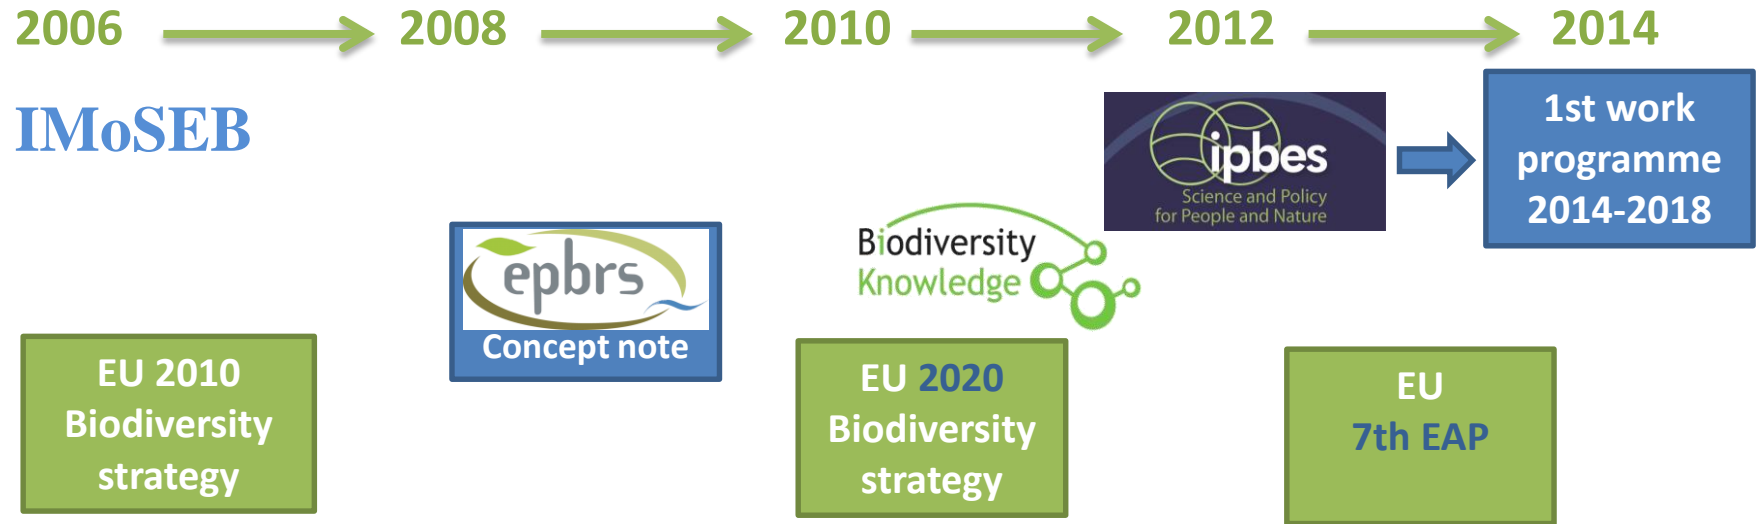 2006 2008 2010 2012 2014
IMoSEB
ipbes
Science and Policy
for People and Nature
1st work
programme
2014-2018
epbrs
Concept note
Biodiversity
Knowledge
EU 2010
Biodiversity
strategy
EU 2020
Biodiversity
strategy
EU
7th EAP